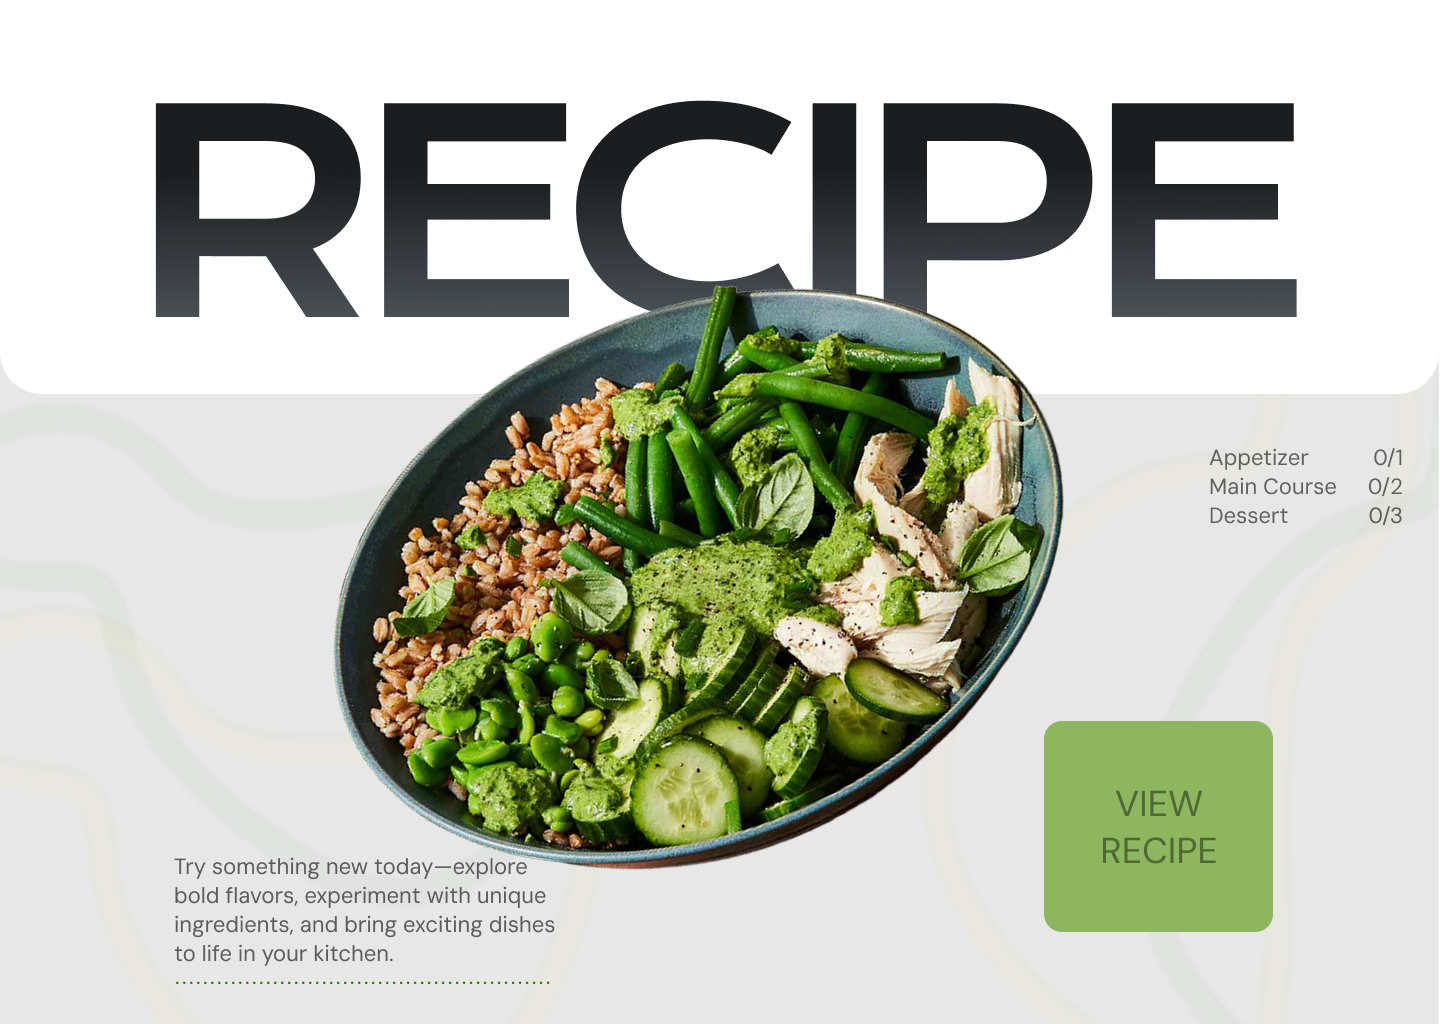 RECIPE
Appetizer 0/1
Main Course 0/2
Dessert 0/3
VIEW
RECIPE
Try something new today—explore
bold flavors, experiment with unique
ingredients, and bring exciting dishes
to life in your kitchen.